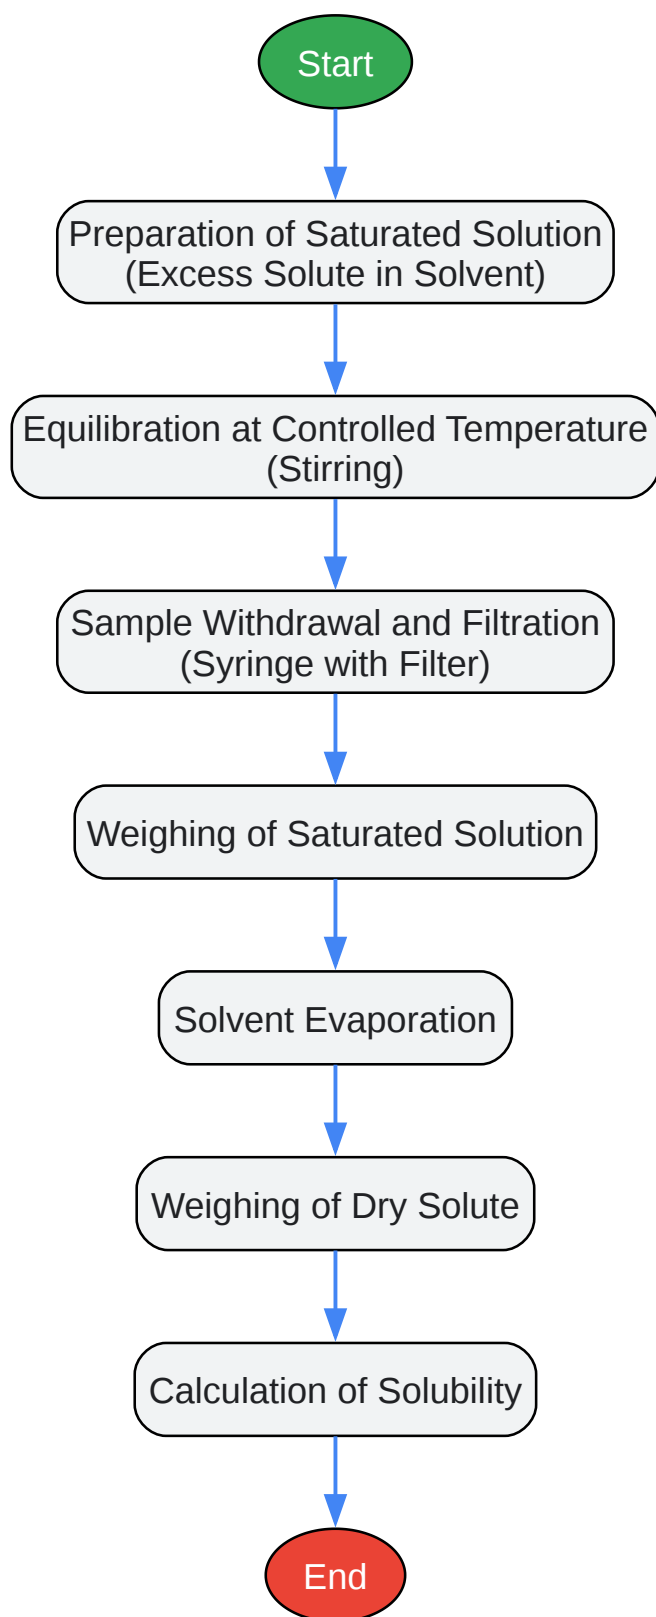 Start
Preparation of Saturated Solution
(Excess Solute in Solvent)
Equilibration at Controlled Temperature
(Stirring)
Sample Withdrawal and Filtration
(Syringe with Filter)
Weighing of Saturated Solution
Solvent Evaporation
Weighing of Dry Solute
Calculation of Solubility
End